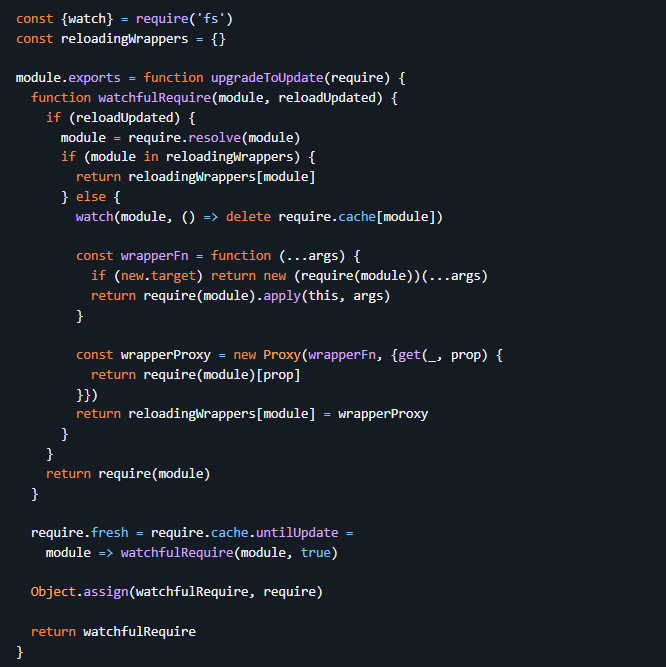 const {watch} = require('fs')
const reloadingWrappers = {}

module.exports = function upgradeToUpdate(require) {
  function watchfulRequire(module, reloadUpdated) {
    if (reloadUpdated) {
      module = require.resolve(module)
      if (module in reloadingWrappers) {
        return reloadingWrappers[module]
      } else {
        watch(module, () => delete require.cache[module])

        const wrapperFn = function (...args) {
          if (new.target) return new (require(module))(...args)
          return require(module).apply(this, args)
        }

        const wrapperProxy = new Proxy(wrapperFn, {get(_, prop) {
          return require(module)[prop]
        }})
        return reloadingWrappers[module] = wrapperProxy
      }
    }
    return require(module)
  }

  require.fresh = require.cache.untilUpdate =
    module => watchfulRequire(module, true)

  Object.assign(watchfulRequire, require)

  return watchfulRequire
}